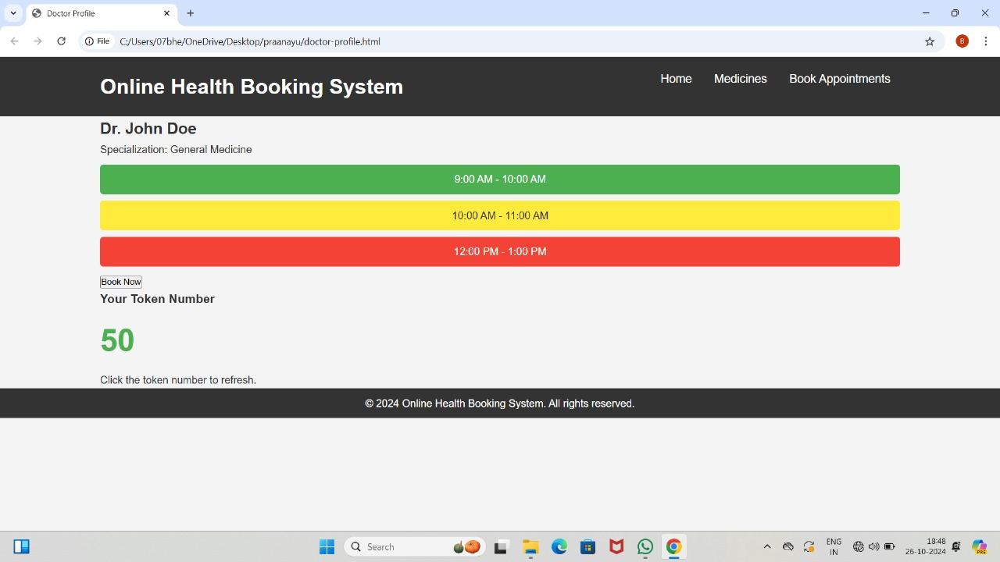 Doctor Profile
File
C:/Users/07bhe/OneDrive/Desktop/praanayu/doctor-profile.html
B
Online Health Booking System
Home Medicines Book Appointments
Dr. John Doe
Specialization: General Medicine
9:00 AM - 10:00 AM
10:00 AM - 11:00 AM
12:00 PM - 1:00 PM
Book Now
Your Token Number
50
Click the token number to refresh.
© 2024 Online Health Booking System. All rights reserved.
Search
ENG
IN
18:48
26-10-2024
PRE